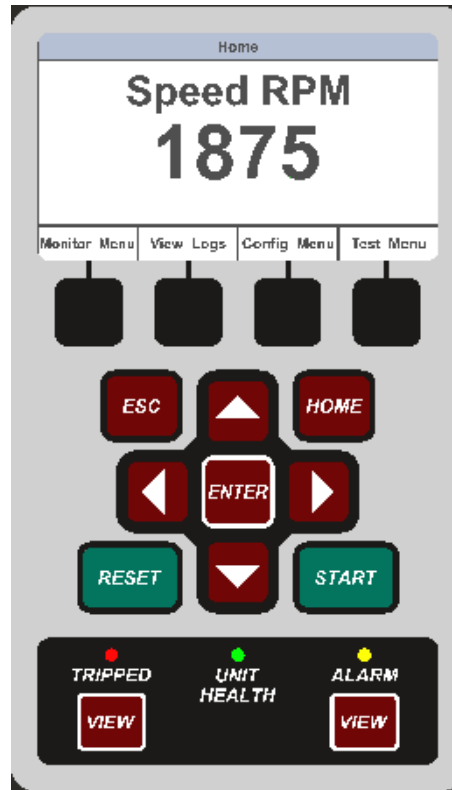 Home
Speed RPM
1875
Monitor Menu View Logs Config Menu Test Menu
ESC HOME
ENTER
RESET START
TRIPPED UNIT HEALTH ALARM
VIEW VIEW